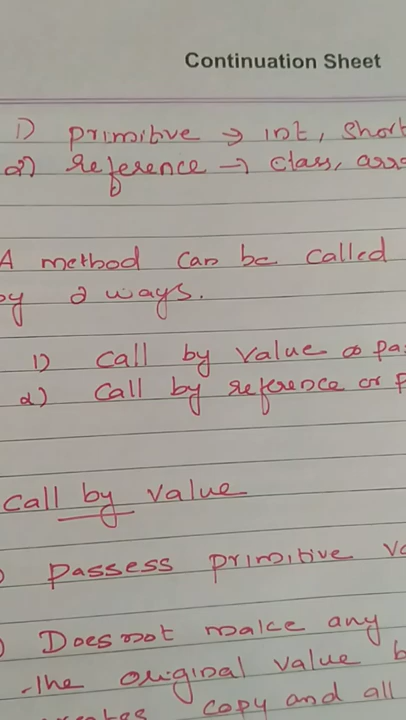 Continuation Sheet
1) primitive → int, short
2) reference → class, arr
A method can be called
by 2 ways.
1) call by value or pa
2) call by reference or p
call by value
passess primitive va
Does not make any
the original value b
copy and all